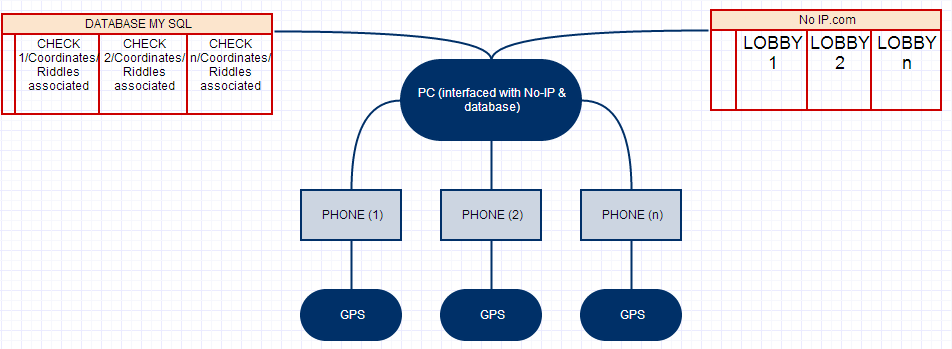 DATABASE MY SQL
CHECK
1/Coordinates/
Riddles
associated
CHECK
2/Coordinates/
Riddles
associated
CHECK
n/Coordinates/
Riddles
associated
No IP.com
LOBBY
1
LOBBY
2
LOBBY
n
PC (interfaced with No-IP &
database)
PHONE (1)
PHONE (2)
PHONE (n)
GPS
GPS
GPS